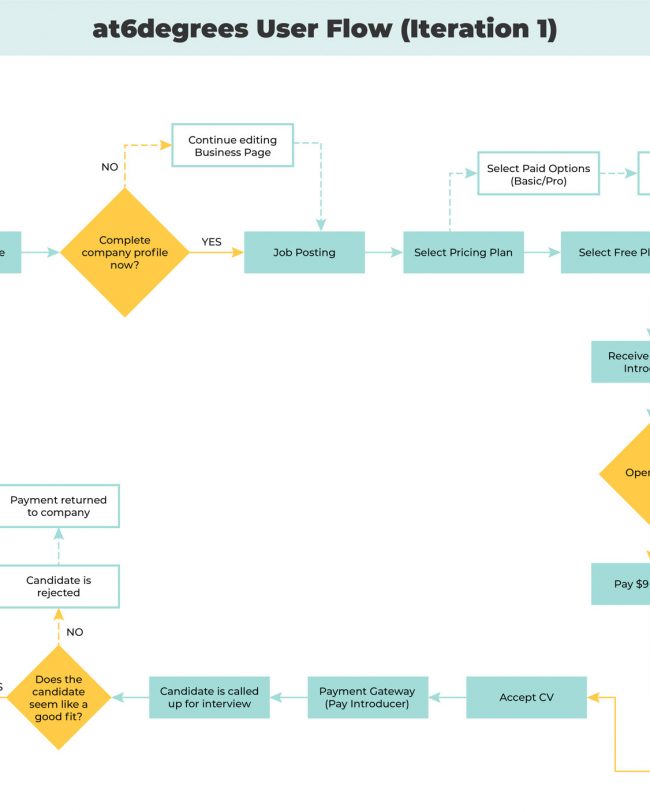 at6degrees User Flow (Iteration 1)
Continue editing
Business Page
NO
Select Paid Options
(Basic/Pro)
Complete
company profile
now?
YES
Job Posting
Select Pricing Plan
Select Free
Receive
Pay $9
Payment returned
to company
Candidate is
rejected
NO
Does the
candidate
seem like a
good fit?
Candidate is called
up for interview
Payment Gateway
(Pay Introducer)
Accept CV